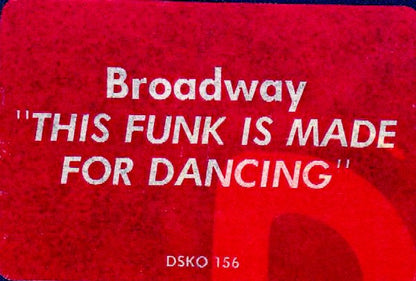 Broadway
"THIS FUNK IS MADE
FOR DANCING"
DSKO 156